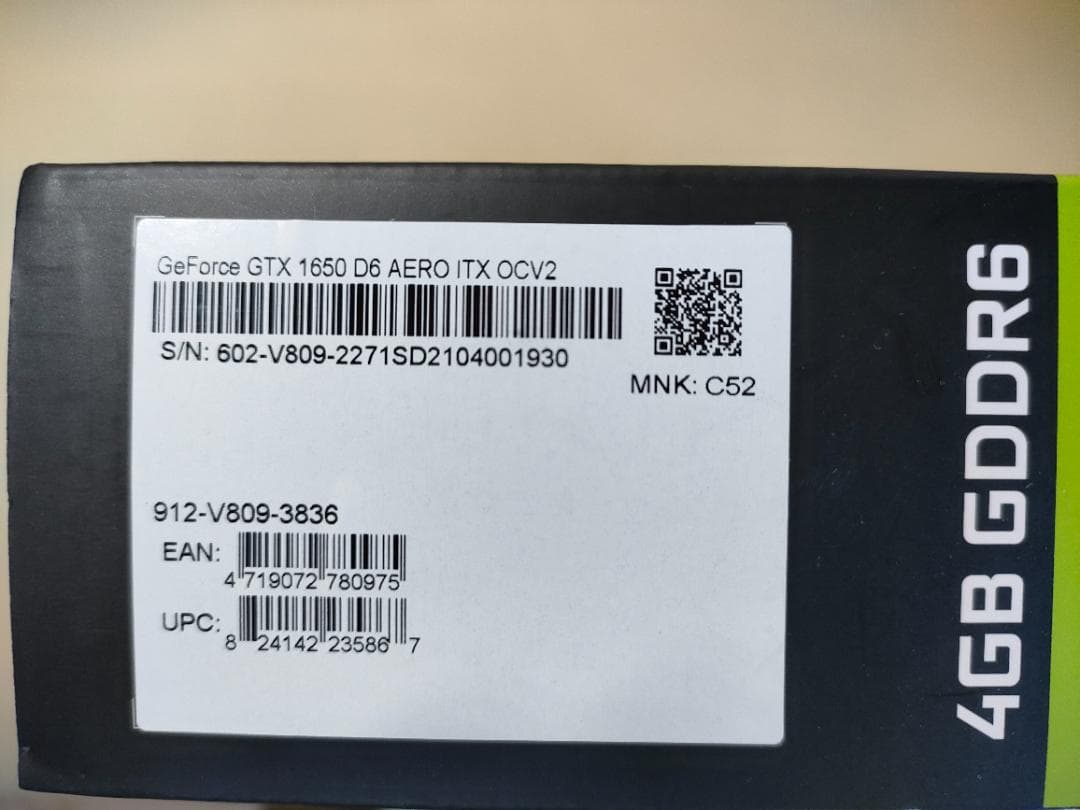 GeForce GTX 1650 D6 AERO ITX OCV2
S/N: 602-V809-2271SD2104001930
MNK: C52
912-V809-3836
EAN:
4 719072 780975
UPC:
8 24142 23586 7
4GB GDDR6